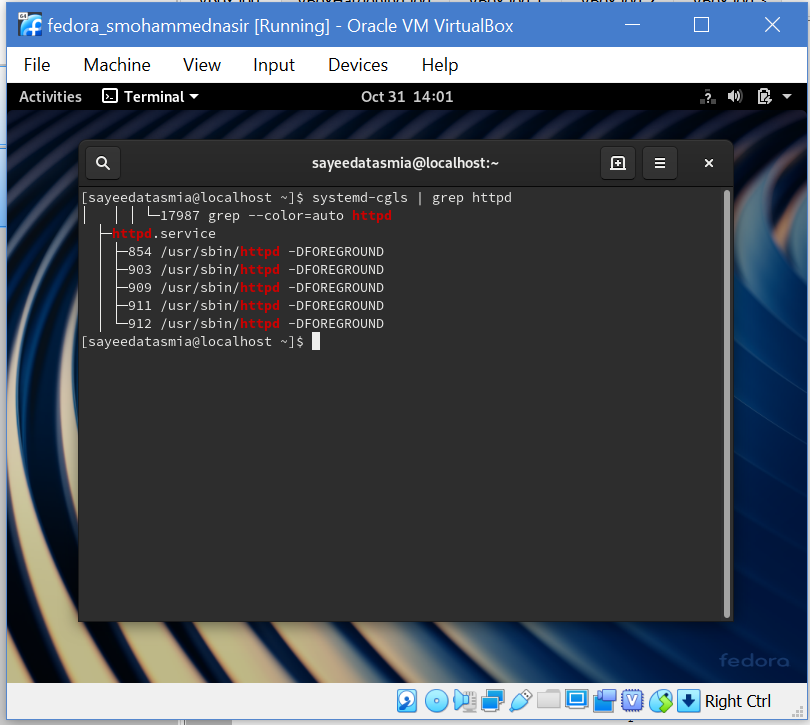 fedora_smohammednasir [Running] - Oracle VM VirtualBox
File Machine View Input Devices Help
Activities Terminal Oct 31 14:01
sayeedatasmia@localhost:~
[sayeedatasmia@localhost ~]$ systemd-cgls | grep httpd
│ │ │ └─17987 grep --color=auto httpd
├─httpd.service
│ ├─854 /usr/sbin/httpd -DFOREGROUND
│ ├─903 /usr/sbin/httpd -DFOREGROUND
│ ├─909 /usr/sbin/httpd -DFOREGROUND
│ ├─911 /usr/sbin/httpd -DFOREGROUND
│ └─912 /usr/sbin/httpd -DFOREGROUND
[sayeedatasmia@localhost ~]$
fedora
Right Ctrl